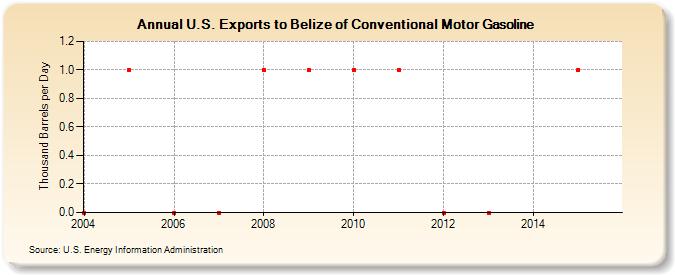 Annual U.S. Exports to Belize of Conventional Motor Gasoline
Thousand Barrels per Day
1.2
1.0
0.8
0.6
0.4
0.2
0.0
2004 2006 2008 2010 2012 2014
Source: U.S. Energy Information Administration